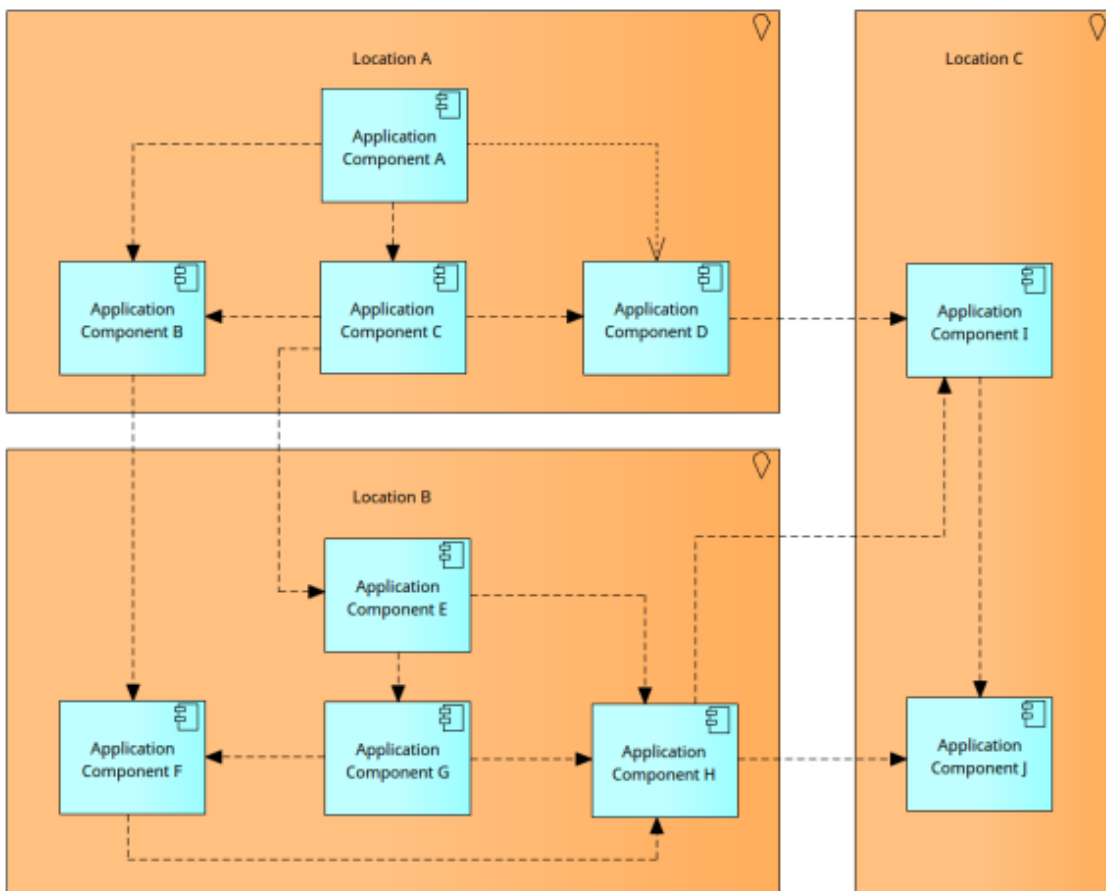 Location A
Location C
Application
Component A
Application
Component B
Application
Component C
Application
Component D
Application
Component I
Location B
Application
Component E
Application
Component F
Application
Component G
Application
Component H
Application
Component J